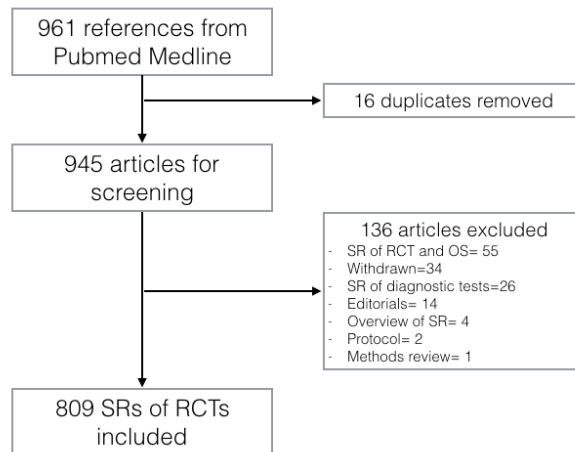 961 references from
Pubmed Medline
16 duplicates removed
945 articles for
screening
136 articles excluded
- SR of RCT and OS= 55
- Withdrawn=34
- SR of diagnostic tests=26
- Editorials= 14
- Overview of SR= 4
- Protocol= 2
- Methods review= 1
809 SRs of RCTs
included